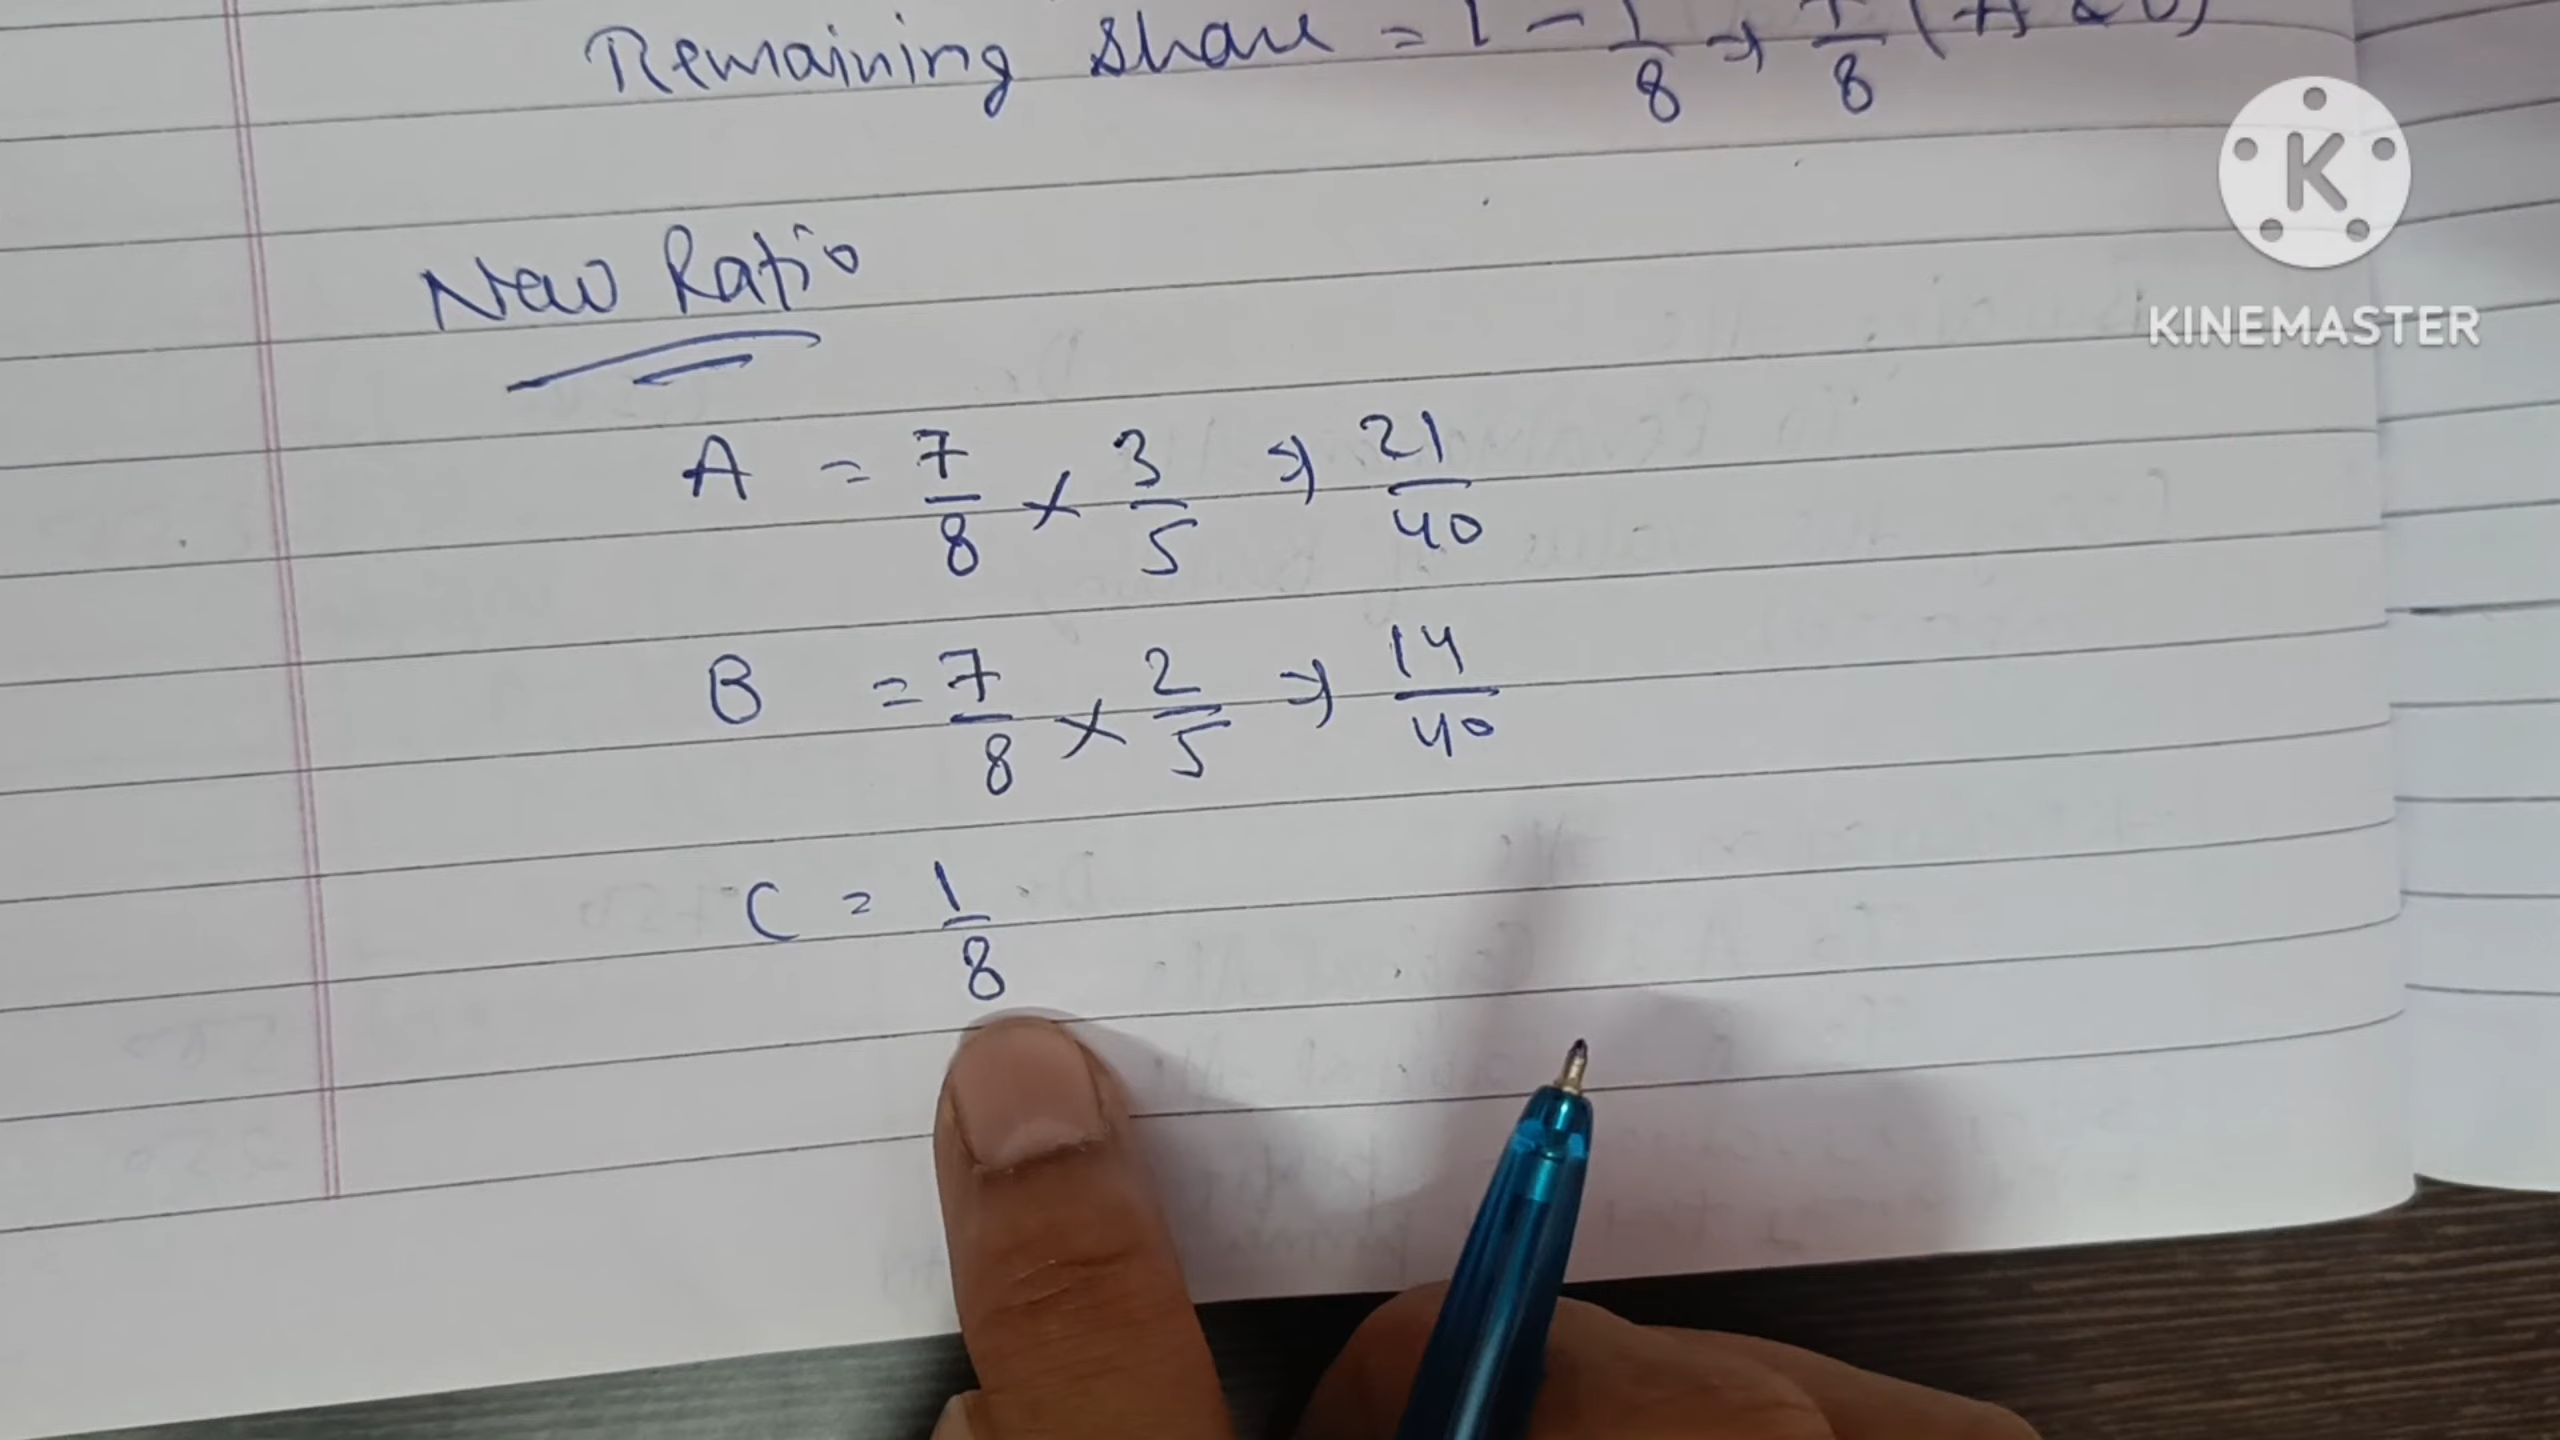 Remaining Share = 1 - 1/8 ⇒ 7/8 (A &
K
KINEMASTER
New Ratio
A = 7/8 × 3/5 ⇒ 21/40
B = 7/8 × 2/5 ⇒ 14/40
C = 1/8